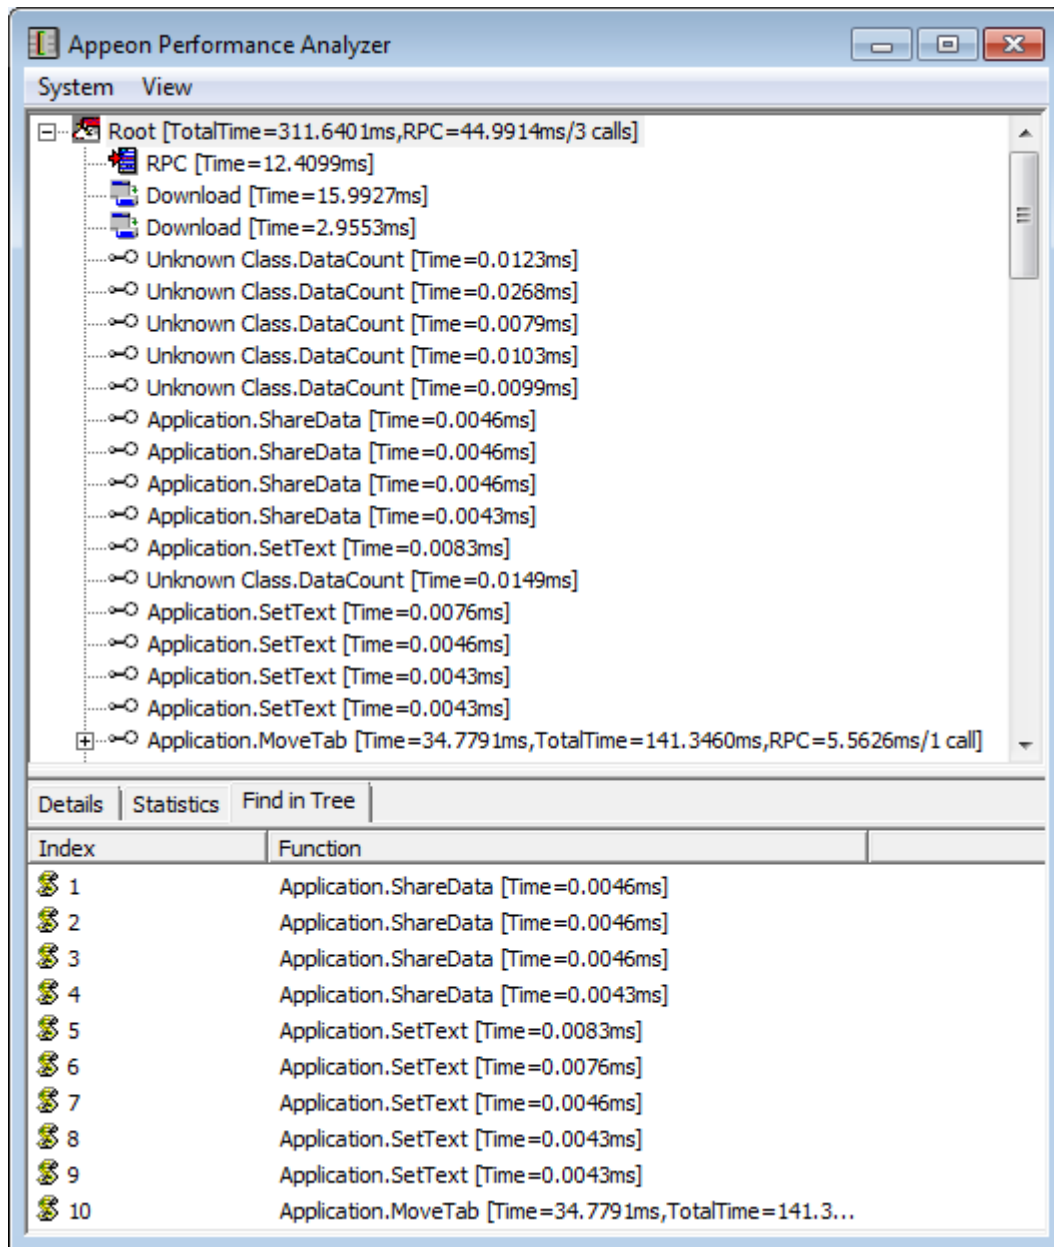 Appeon Performance Analyzer
System View
Root [TotalTime=311.6401ms,RPC=44.9914ms/3 calls]
RPC [Time=12.4099ms]
Download [Time=15.9927ms]
Download [Time=2.9553ms]
Unknown Class.DataCount [Time=0.0123ms]
Unknown Class.DataCount [Time=0.0268ms]
Unknown Class.DataCount [Time=0.0079ms]
Unknown Class.DataCount [Time=0.0103ms]
Unknown Class.DataCount [Time=0.0099ms]
Application.ShareData [Time=0.0046ms]
Application.ShareData [Time=0.0046ms]
Application.ShareData [Time=0.0046ms]
Application.ShareData [Time=0.0043ms]
Application.SetText [Time=0.0083ms]
Unknown Class.DataCount [Time=0.0149ms]
Application.SetText [Time=0.0076ms]
Application.SetText [Time=0.0046ms]
Application.SetText [Time=0.0043ms]
Application.SetText [Time=0.0043ms]
Application.MoveTab [Time=34.7791ms,TotalTime=141.3460ms,RPC=5.5626ms/1 call]
Details Statistics Find in Tree
Index Function
1 Application.ShareData [Time=0.0046ms]
2 Application.ShareData [Time=0.0046ms]
3 Application.ShareData [Time=0.0046ms]
4 Application.ShareData [Time=0.0043ms]
5 Application.SetText [Time=0.0083ms]
6 Application.SetText [Time=0.0076ms]
7 Application.SetText [Time=0.0046ms]
8 Application.SetText [Time=0.0043ms]
9 Application.SetText [Time=0.0043ms]
10 Application.MoveTab [Time=34.7791ms,TotalTime=141.3...